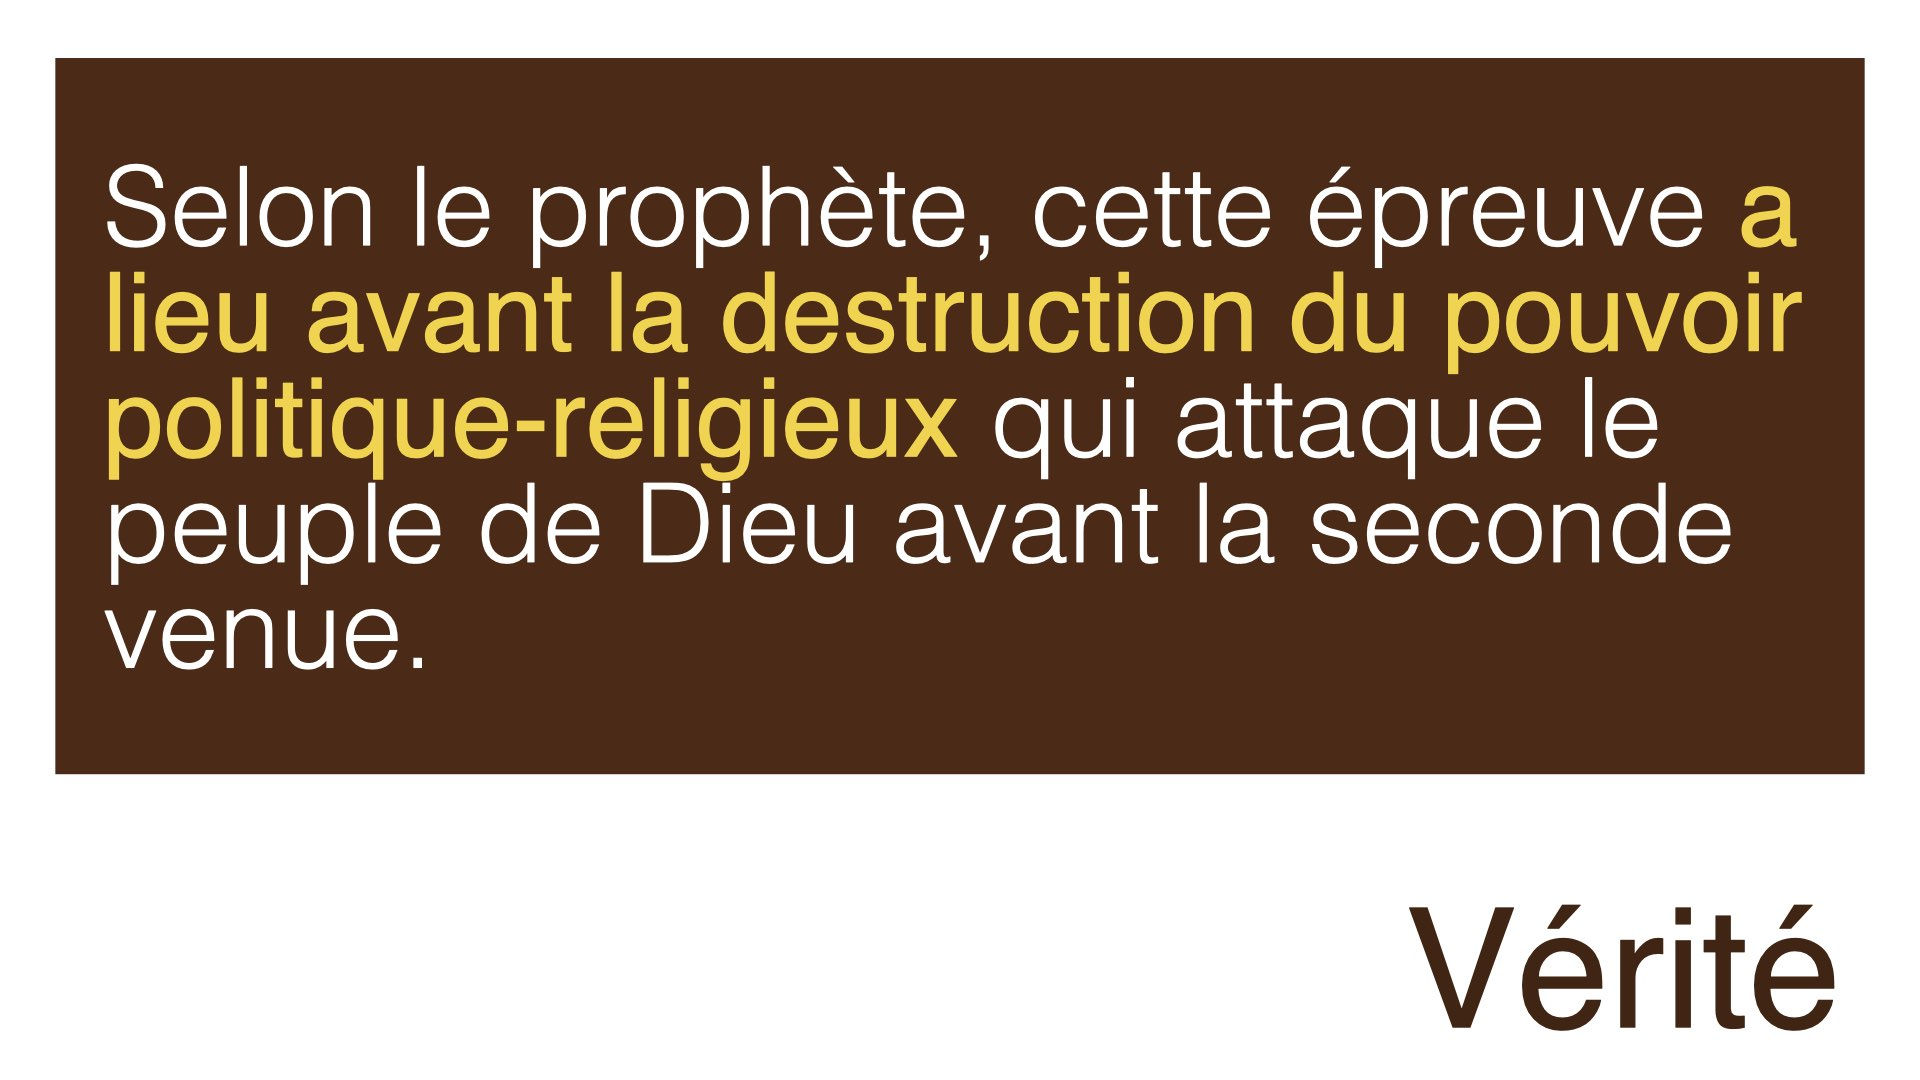 Selon le prophète, cette épreuve a
lieu avant la destruction du pouvoir
politique-religieux qui attaque le
peuple de Dieu avant la seconde
venue.
Vérité